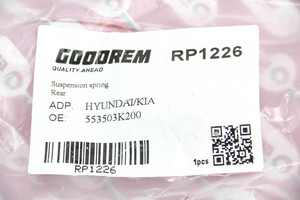 GOODREM RP1226
QUALITY AHEAD
Suspension spring
Rear
ADP. HYUNDAI/KIA
OE: 553503K200
1pcs
RP1226